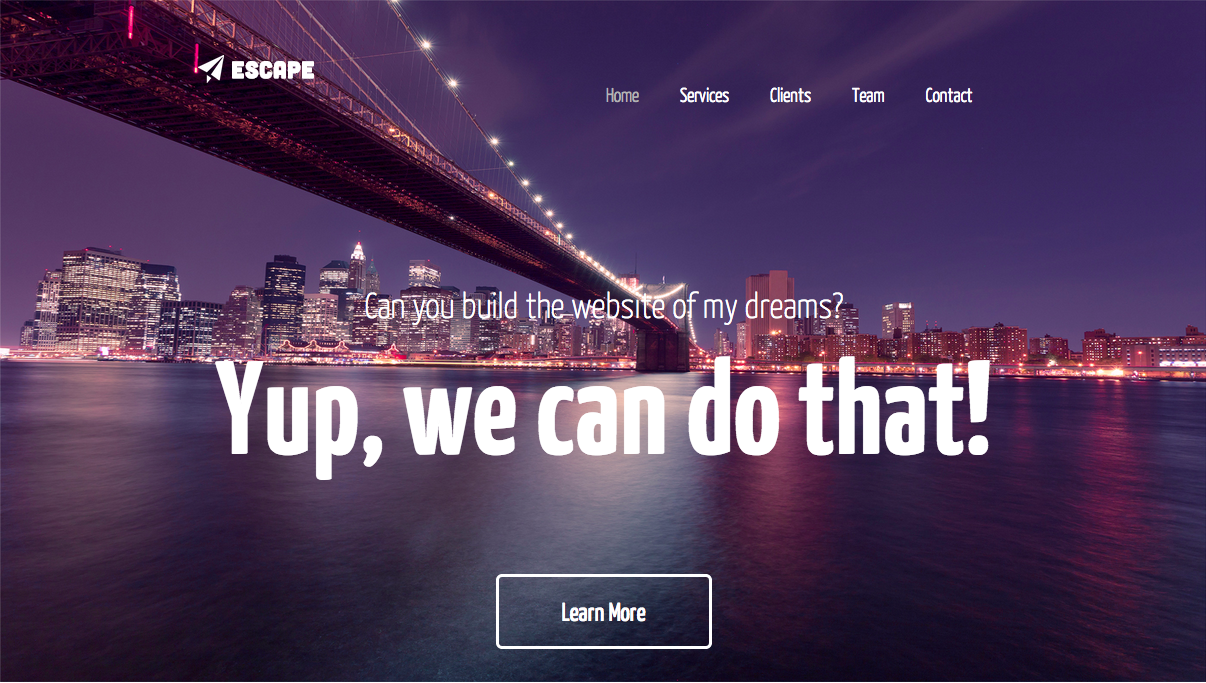 ESCAPE
Home Services Clients Team Contact
Can you build the website of my dreams?
Yup, we can do that!
Learn More